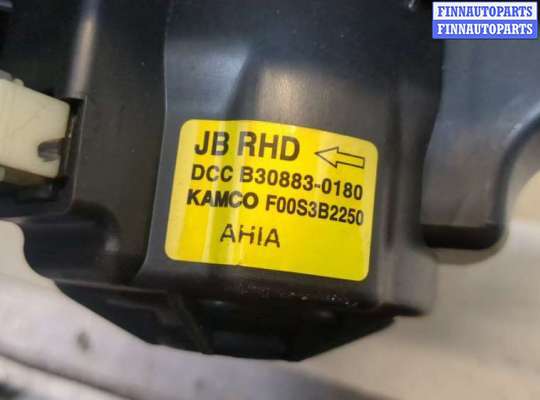 FINNAUTOPARTS
FINNAUTOPARTS
JB RHD
DCC B30883-0180
KAMCO F00S3B2250
AHIA